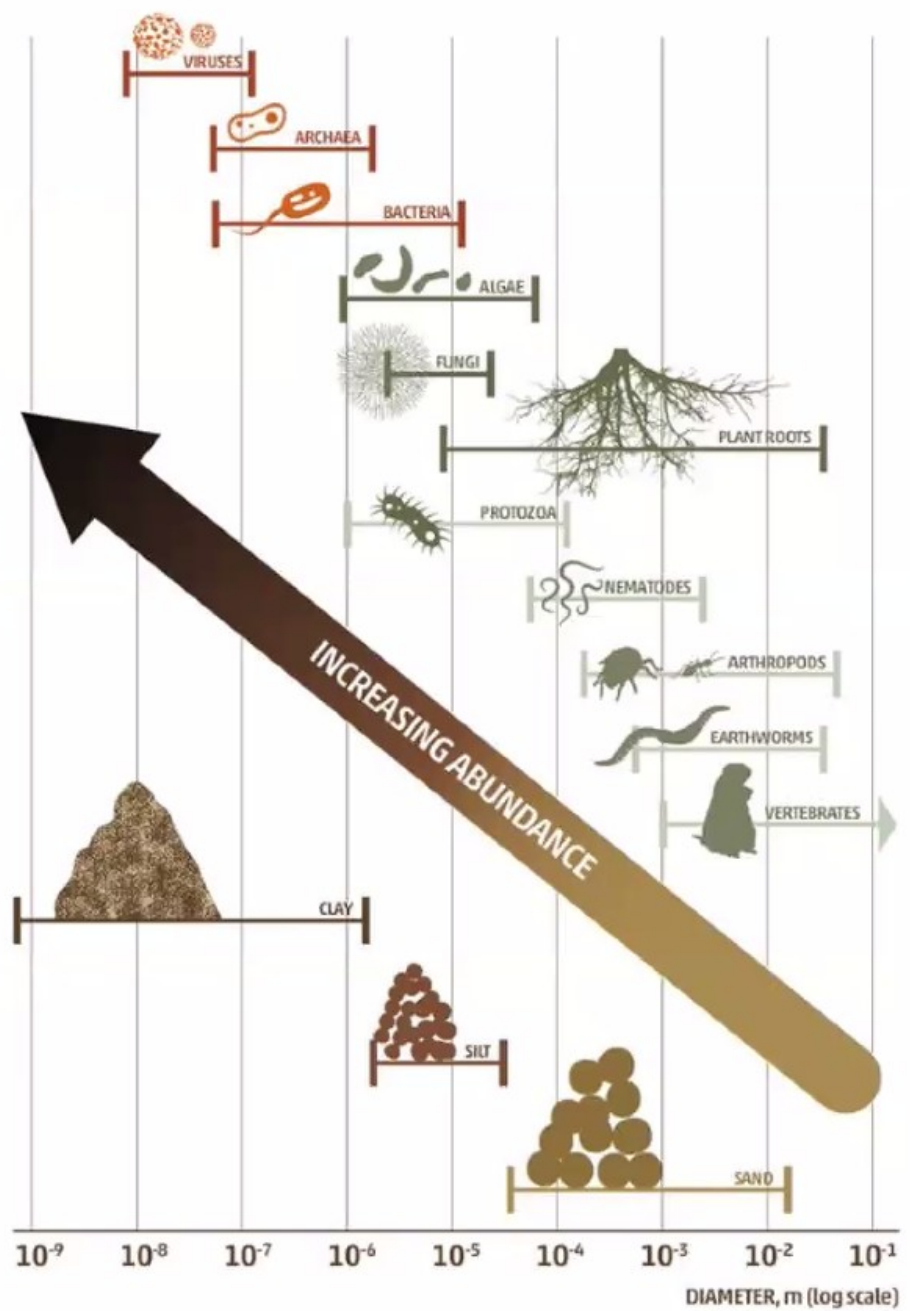 VIRUSES
ARCHAEA
BACTERIA
ALGAE
FUNGI
PLANT ROOTS
PROTOZOA
NEMATODES
ARTHROPODS
EARTHWORMS
VERTEBRATES
INCREASING ABUNDANCE
CLAY
SILT
SAND
10⁻⁹ 10⁻⁸ 10⁻⁷ 10⁻⁶ 10⁻⁵ 10⁻⁴ 10⁻³ 10⁻² 10⁻¹
DIAMETER, m (log scale)